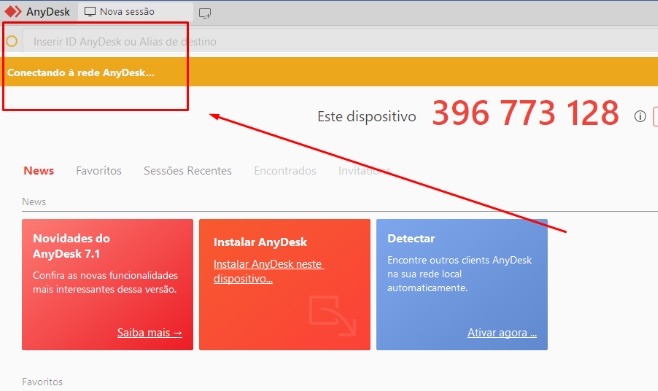 AnyDesk
Nova sessão
Inserir ID AnyDesk ou Alias de destino
Conectando à rede AnyDesk...
Este dispositivo 396 773 128
News Favoritos Sessões Recentes Encontrados Invitations
News
Novidades do
AnyDesk 7.1
Confira as novas funcionalidades
mais interessantes dessa versão.
Saiba mais →
Instalar AnyDesk
Instalar AnyDesk neste
dispositivo...
Detectar
Encontre outros clients AnyDesk
na sua rede local
automaticamente.
Ativar agora ...
Favoritos